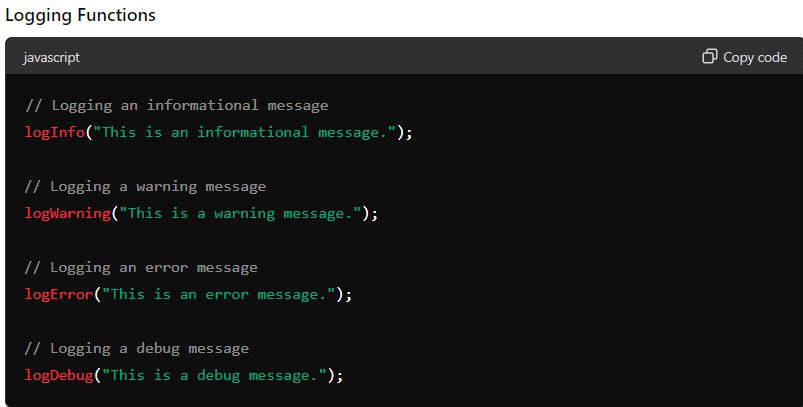 Logging Functions
javascript
Copy code
// Logging an informational message
logInfo("This is an informational message.");
// Logging a warning message
logWarning("This is a warning message.");
// Logging an error message
logError("This is an error message.");
// Logging a debug message
logDebug("This is a debug message.");